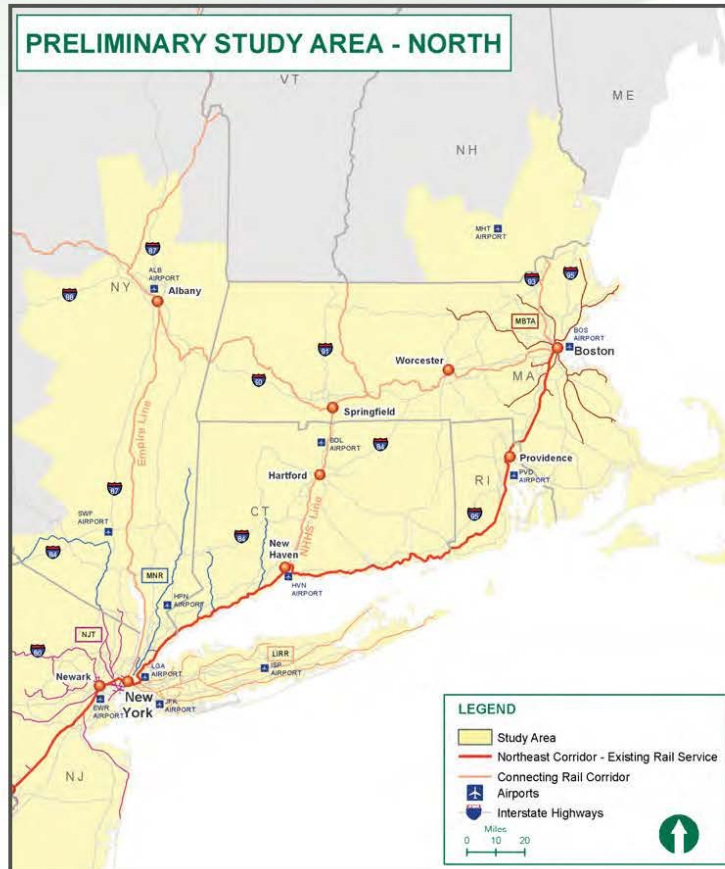 PRELIMINARY STUDY AREA - NORTH
VT
ME
NH
MHT
AIRPORT
87
ALB
AIRPORT
NY
Albany
93
95
MBTA
BOS
AIRPORT
Boston
91
Worcester
MA
90
Springfield
Empire Line
BDL
AIRPORT
84
Providence
Hartford
RI
PVD
AIRPORT
87
SWF
AIRPORT
CT
NHHS Line
95
84
84
New
Haven
MNR
HVN
AIRPORT
HPN
AIRPORT
NJT
LIRR
ISP
AIRPORT
Newark
LGA
AIRPORT
New
York
EWR
AIRPORT
JFK
AIRPORT
NJ
LEGEND
Study Area
Northeast Corridor - Existing Rail Service
Connecting Rail Corridor
Airports
Interstate Highways
Miles
0 10 20